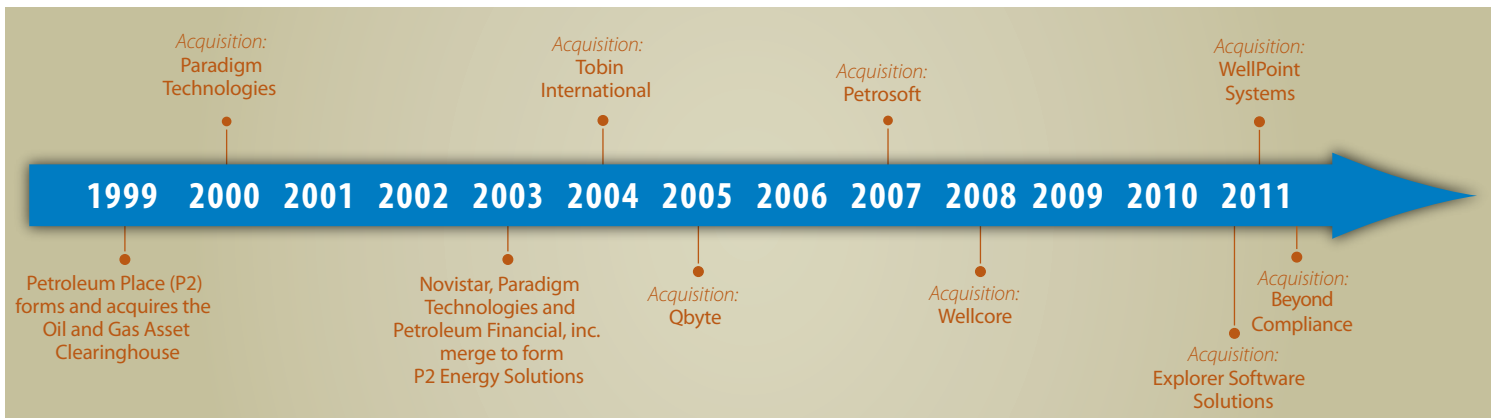 Acquisition:
Paradigm
Technologies
Acquisition:
Tobin
International
Acquisition:
Petrosoft
Acquisition:
WellPoint
Systems
1999 2000 2001 2002 2003 2004 2005 2006 2007 2008 2009 2010 2011
Petroleum Place (P2)
forms and acquires the
Oil and Gas Asset
Clearinghouse
Novistar, Paradigm
Technologies and
Petroleum Financial, inc.
merge to form
P2 Energy Solutions
Acquisition:
Qbyte
Acquisition:
Wellcore
Acquisition:
Explorer Software
Solutions
Acquisition:
Beyond
Compliance